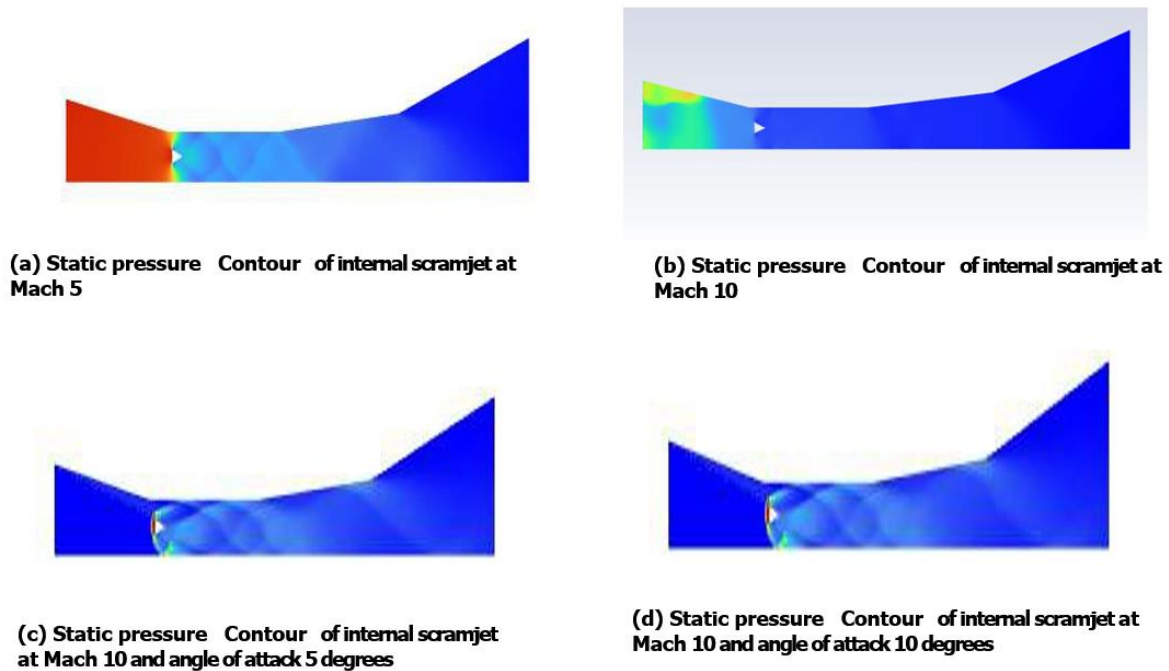 (a) Static pressure Contour of internal scramjet at
Mach 5
(b) Static pressure Contour of internal scramjet at
Mach 10
(c) Static pressure Contour of internal scramjet
at Mach 10 and angle of attack 5 degrees
(d) Static pressure Contour of internal scramjet at
Mach 10 and angle of attack 10 degrees